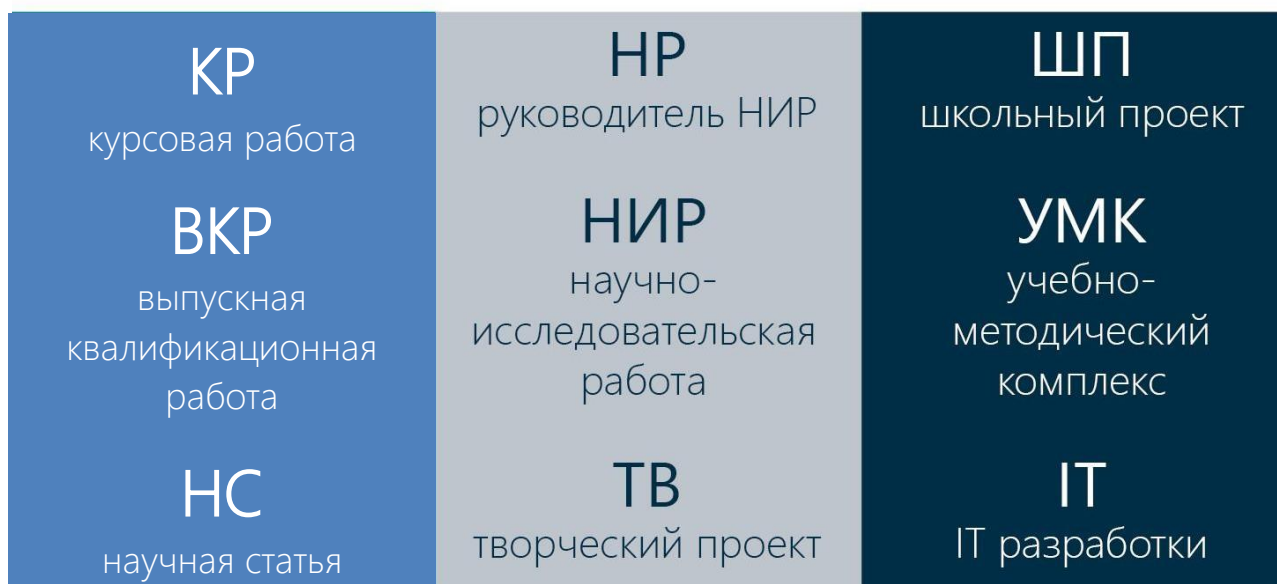 КР
курсовая работа
ВКР
выпускная
квалификационная
работа
НС
научная статья
НР
руководитель НИР
НИР
научно-
исследовательская
работа
ТВ
творческий проект
ШП
школьный проект
УМК
учебно-
методический
комплекс
IT
IT разработки